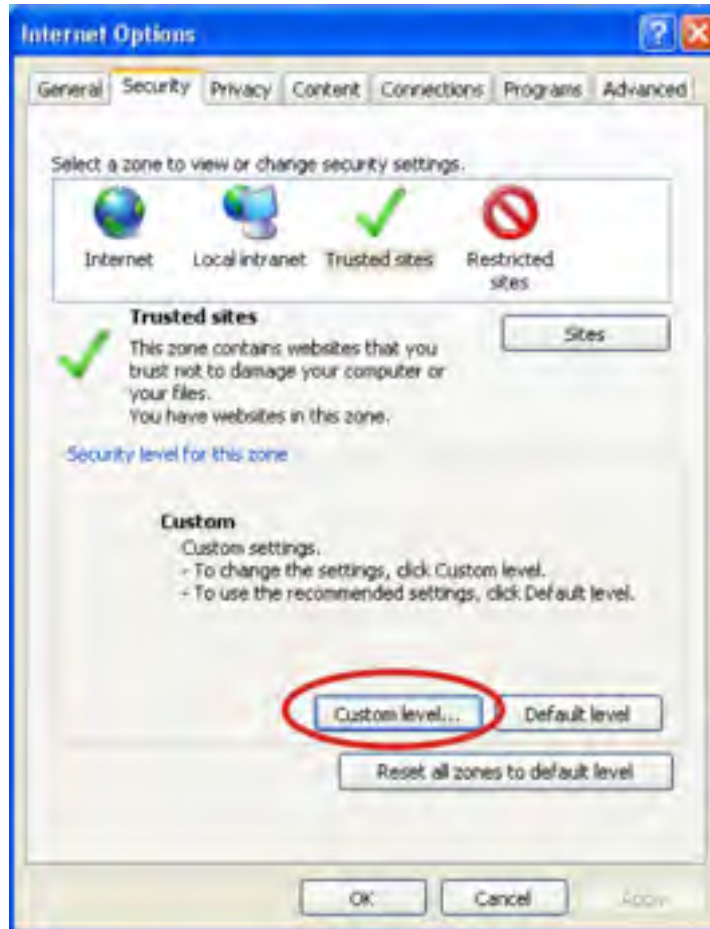 Internet Options
General Security Privacy Content Connections Programs Advanced
Select a zone to view or change security settings.
Internet Local intranet Trusted sites Restricted sites
Trusted sites
Sites
This zone contains websites that you
trust not to damage your computer or
your files.
You have websites in this zone.
Security level for this zone
Custom
Custom settings.
- To change the settings, click Custom level.
- To use the recommended settings, click Default level.
Custom level... Default level
Reset all zones to default level
OK Cancel Apply